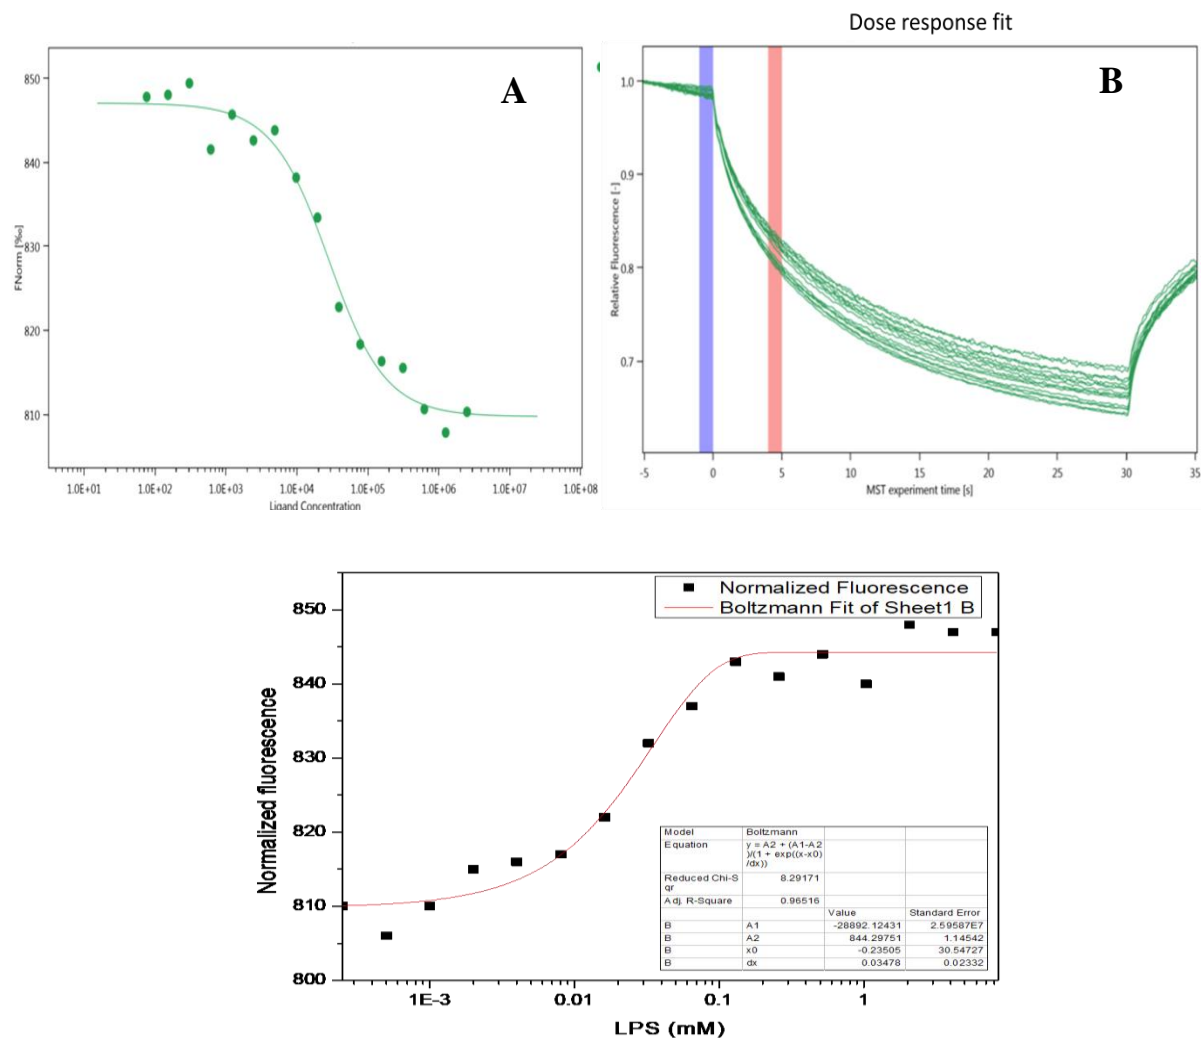 Dose response fit
A
B
850
840
830
820
810
FNorm [‰]
1.0E+01 1.0E+02 1.0E+03 1.0E+04 1.0E+05 1.0E+06 1.0E+07 1.0E+08
Ligand Concentration
1.0
0.9
0.8
0.7
Relative Fluorescence [-]
-5 0 5 10 15 20 25 30 35
MST experiment time [s]
Normalized Fluorescence
Boltzmann Fit of Sheet1 B
850
840
830
820
810
800
Normalized fluorescence
Model Boltzmann
Equation y = A2 + (A1-A2
)/(1 + exp((x-x0)
/dx))
Reduced Chi-S
qr 8.29171
Adj. R-Square 0.96516
Value Standard Error
B A1 -28892.12431 2.59587E7
B A2 844.29751 1.14542
B x0 -0.23505 30.54727
B dx 0.03478 0.02332
1E-3 0.01 0.1 1
LPS (mM)